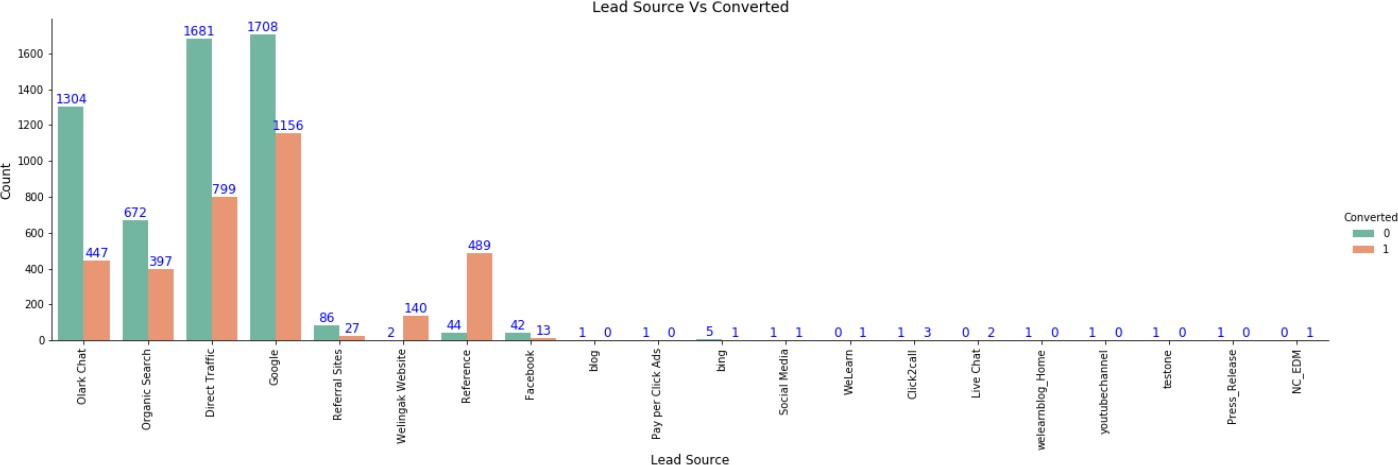 Lead Source Vs Converted
Count
1600
1400
1200
1000
800
600
400
200
0
1304
447
672
397
1681
799
1708
1156
86
27
2
140
44
489
42
13
1
0
1
0
5
1
1
1
0
1
1
3
0
2
1
0
1
0
1
0
1
0
0
1
Converted
0
1
Olark Chat
Organic Search
Direct Traffic
Google
Referral Sites
Welingak Website
Reference
Facebook
blog
Pay per Click Ads
bing
Social Media
WeLearn
Click2call
Live Chat
welearnblog_Home
youtubechannel
testone
Press_Release
NC_EDM
Lead Source